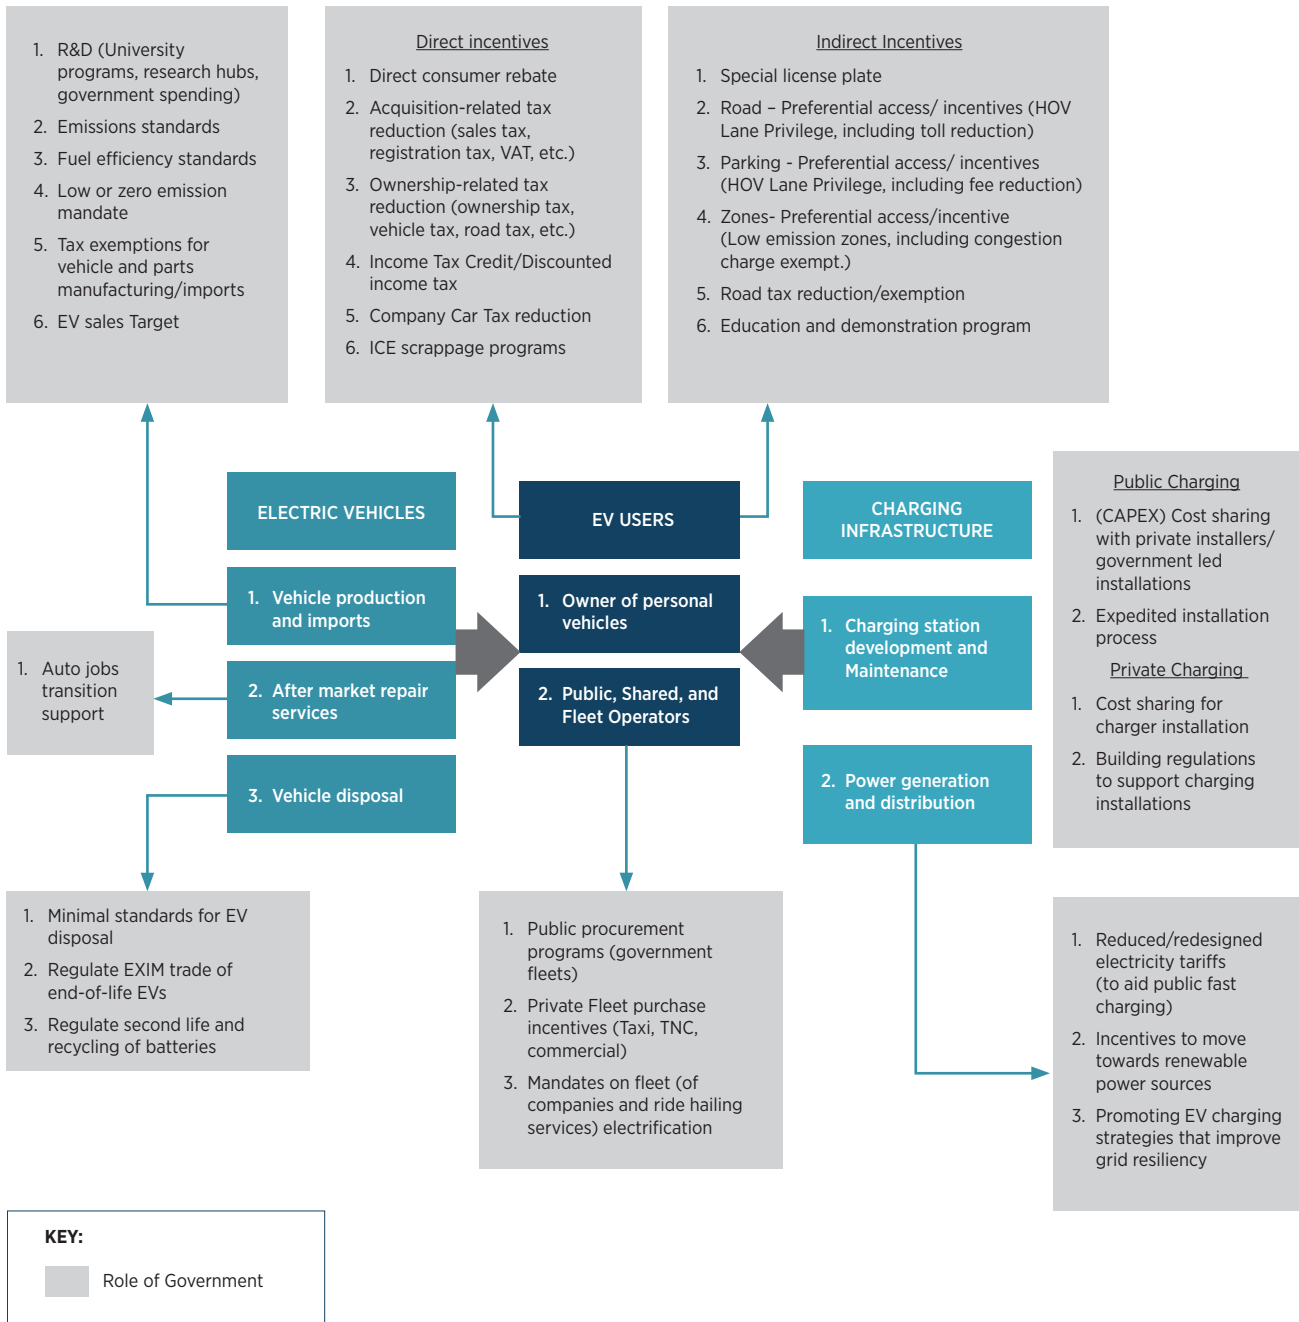 1. R&D (University
programs, research hubs,
government spending)
2. Emissions standards
3. Fuel efficiency standards
4. Low or zero emission
mandate
5. Tax exemptions for
vehicle and parts
manufacturing/imports
6. EV sales Target
Direct incentives
1. Direct consumer rebate
2. Acquisition-related tax
reduction (sales tax,
registration tax, VAT, etc.)
3. Ownership-related tax
reduction (ownership tax,
vehicle tax, road tax, etc.)
4. Income Tax Credit/Discounted
income tax
5. Company Car Tax reduction
6. ICE scrappage programs
Indirect Incentives
1. Special license plate
2. Road – Preferential access/ incentives (HOV
Lane Privilege, including toll reduction)
3. Parking - Preferential access/ incentives
(HOV Lane Privilege, including fee reduction)
4. Zones- Preferential access/incentive
(Low emission zones, including congestion
charge exempt.)
5. Road tax reduction/exemption
6. Education and demonstration program
ELECTRIC VEHICLES
1. Vehicle production
and imports
2. After market repair
services
3. Vehicle disposal
1. Auto jobs
transition
support
EV USERS
1. Owner of personal
vehicles
2. Public, Shared, and
Fleet Operators
CHARGING
INFRASTRUCTURE
1. Charging station
development and
Maintenance
2. Power generation
and distribution
Public Charging
1. (CAPEX) Cost sharing
with private installers/
government led
installations
2. Expedited installation
process
Private Charging
1. Cost sharing for
charger installation
2. Building regulations
to support charging
installations
1. Minimal standards for EV
disposal
2. Regulate EXIM trade of
end-of-life EVs
3. Regulate second life and
recycling of batteries
1. Public procurement
programs (government
fleets)
2. Private Fleet purchase
incentives (Taxi, TNC,
commercial)
3. Mandates on fleet (of
companies and ride hailing
services) electrification
1. Reduced/redesigned
electricity tariffs
(to aid public fast
charging)
2. Incentives to move
towards renewable
power sources
3. Promoting EV charging
strategies that improve
grid resiliency
KEY:
Role of Government